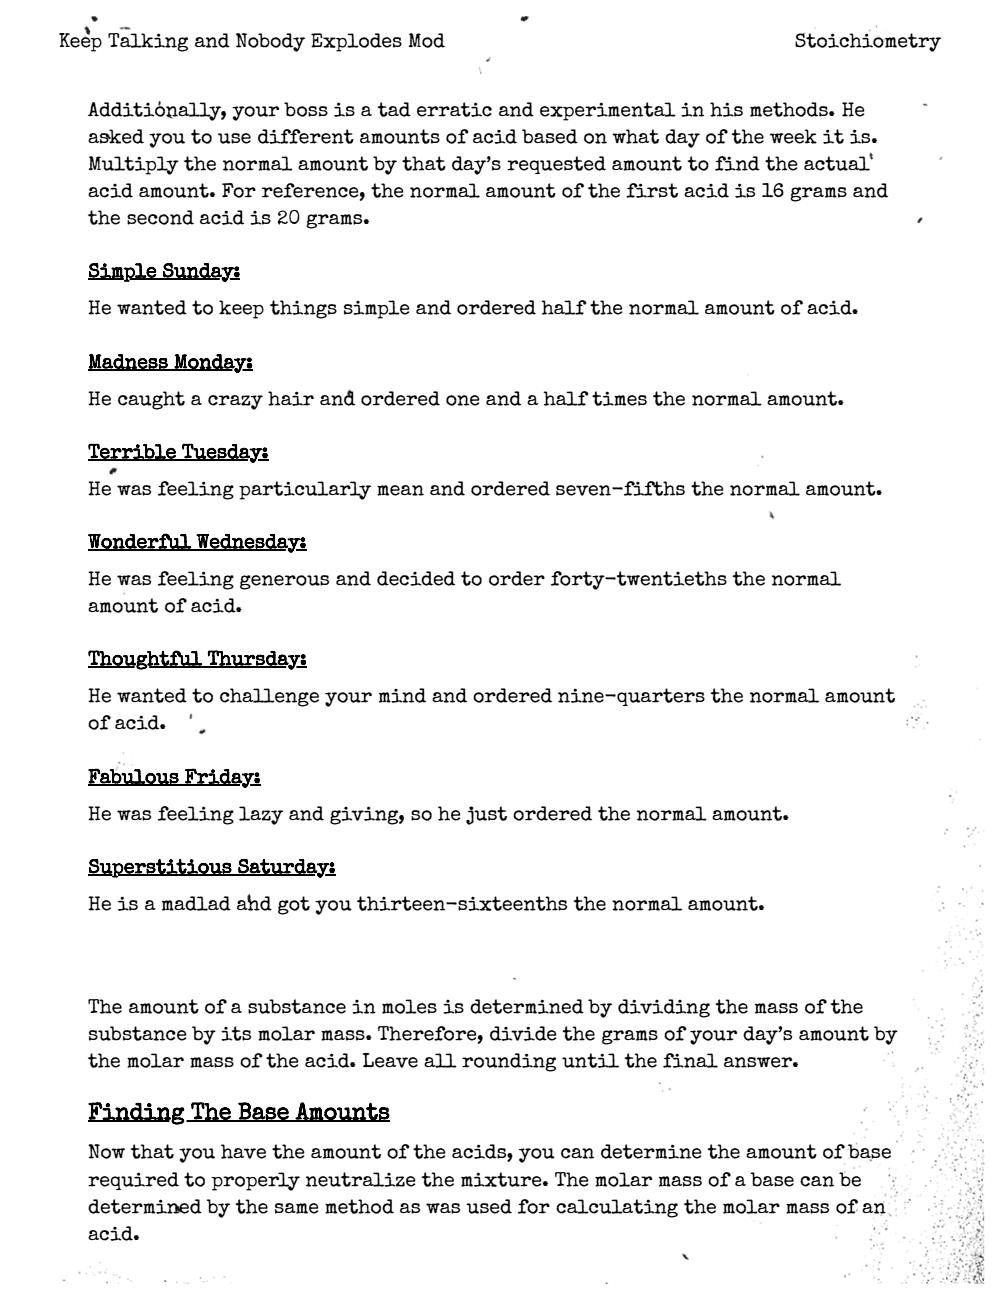 Keep Talking and Nobody Explodes Mod
Stoichiometry
Additionally, your boss is a tad erratic and experimental in his methods. He
asked you to use different amounts of acid based on what day of the week it is.
Multiply the normal amount by that day's requested amount to find the actual
acid amount. For reference, the normal amount of the first acid is 16 grams and
the second acid is 20 grams.
Simple Sunday:
He wanted to keep things simple and ordered half the normal amount of acid.
Madness Monday:
He caught a crazy hair and ordered one and a half times the normal amount.
Terrible Tuesday:
He was feeling particularly mean and ordered seven-fifths the normal amount.
Wonderful Wednesday:
He was feeling generous and decided to order forty-twentieths the normal
amount of acid.
Thoughtful Thursday:
He wanted to challenge your mind and ordered nine-quarters the normal amount
of acid.
Fabulous Friday:
He was feeling lazy and giving, so he just ordered the normal amount.
Superstitious Saturday:
He is a madlad and got you thirteen-sixteenths the normal amount.
The amount of a substance in moles is determined by dividing the mass of the
substance by its molar mass. Therefore, divide the grams of your day's amount by
the molar mass of the acid. Leave all rounding until the final answer.
Finding The Base Amounts
Now that you have the amount of the acids, you can determine the amount of base
required to properly neutralize the mixture. The molar mass of a base can be
determined by the same method as was used for calculating the molar mass of an
acid.